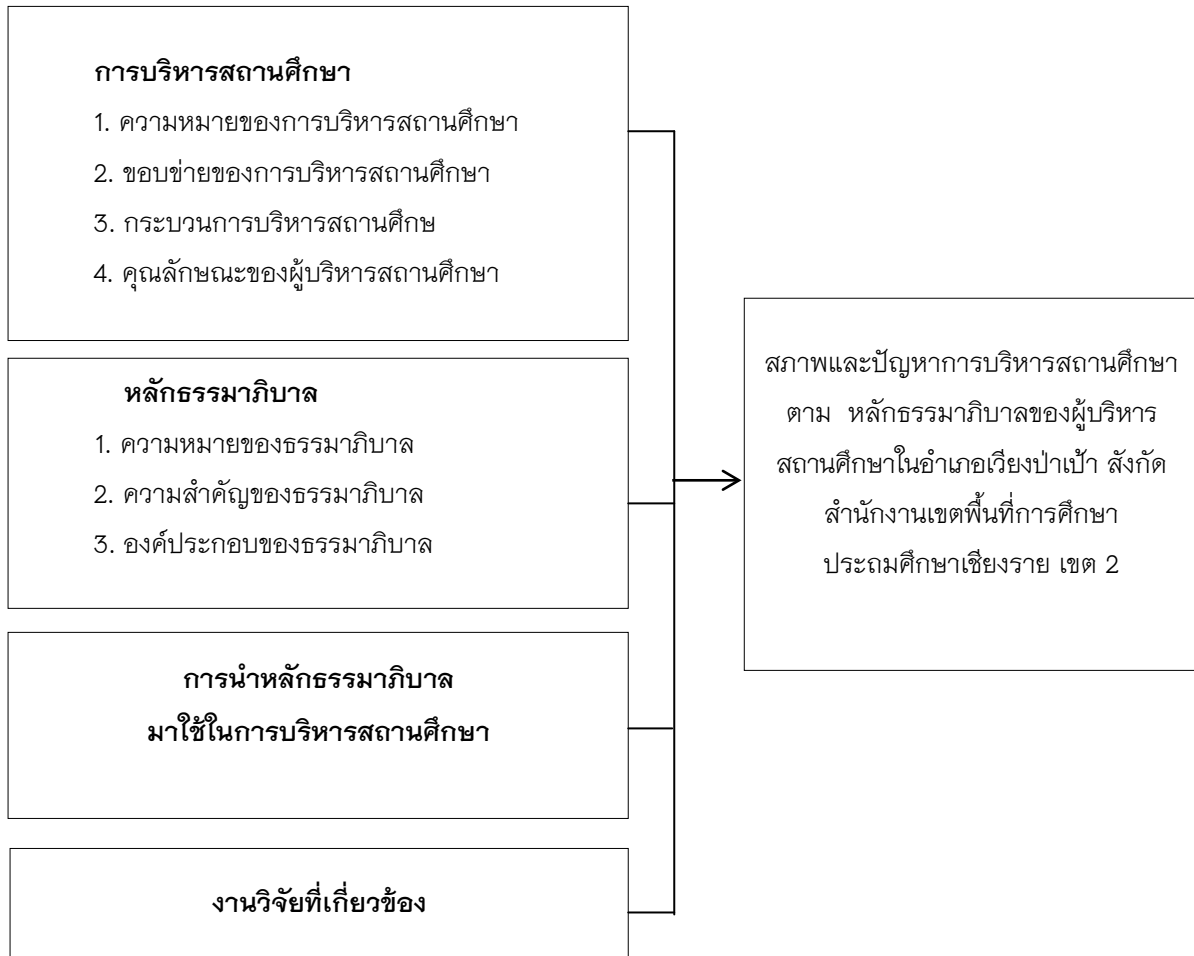 การบริหารสถานศึกษา
1. ความหมายของการบริหารสถานศึกษา
2. ขอบข่ายของการบริหารสถานศึกษา
3. กระบวนการบริหารสถานศึกษ
4. คุณลักษณะของผู้บริหารสถานศึกษา
หลักธรรมาภิบาล
1. ความหมายของธรรมาภิบาล
2. ความสำคัญของธรรมาภิบาล
3. องค์ประกอบของธรรมาภิบาล
การนำหลักธรรมาภิบาล
มาใช้ในการบริหารสถานศึกษา
งานวิจัยที่เกี่ยวข้อง
สภาพและปัญหาการบริหารสถานศึกษา
ตาม หลักธรรมาภิบาลของผู้บริหาร
สถานศึกษาในอำเภอเวียงป่าเป้า สังกัด
สำนักงานเขตพื้นที่การศึกษา
ประถมศึกษาเชียงราย เขต 2